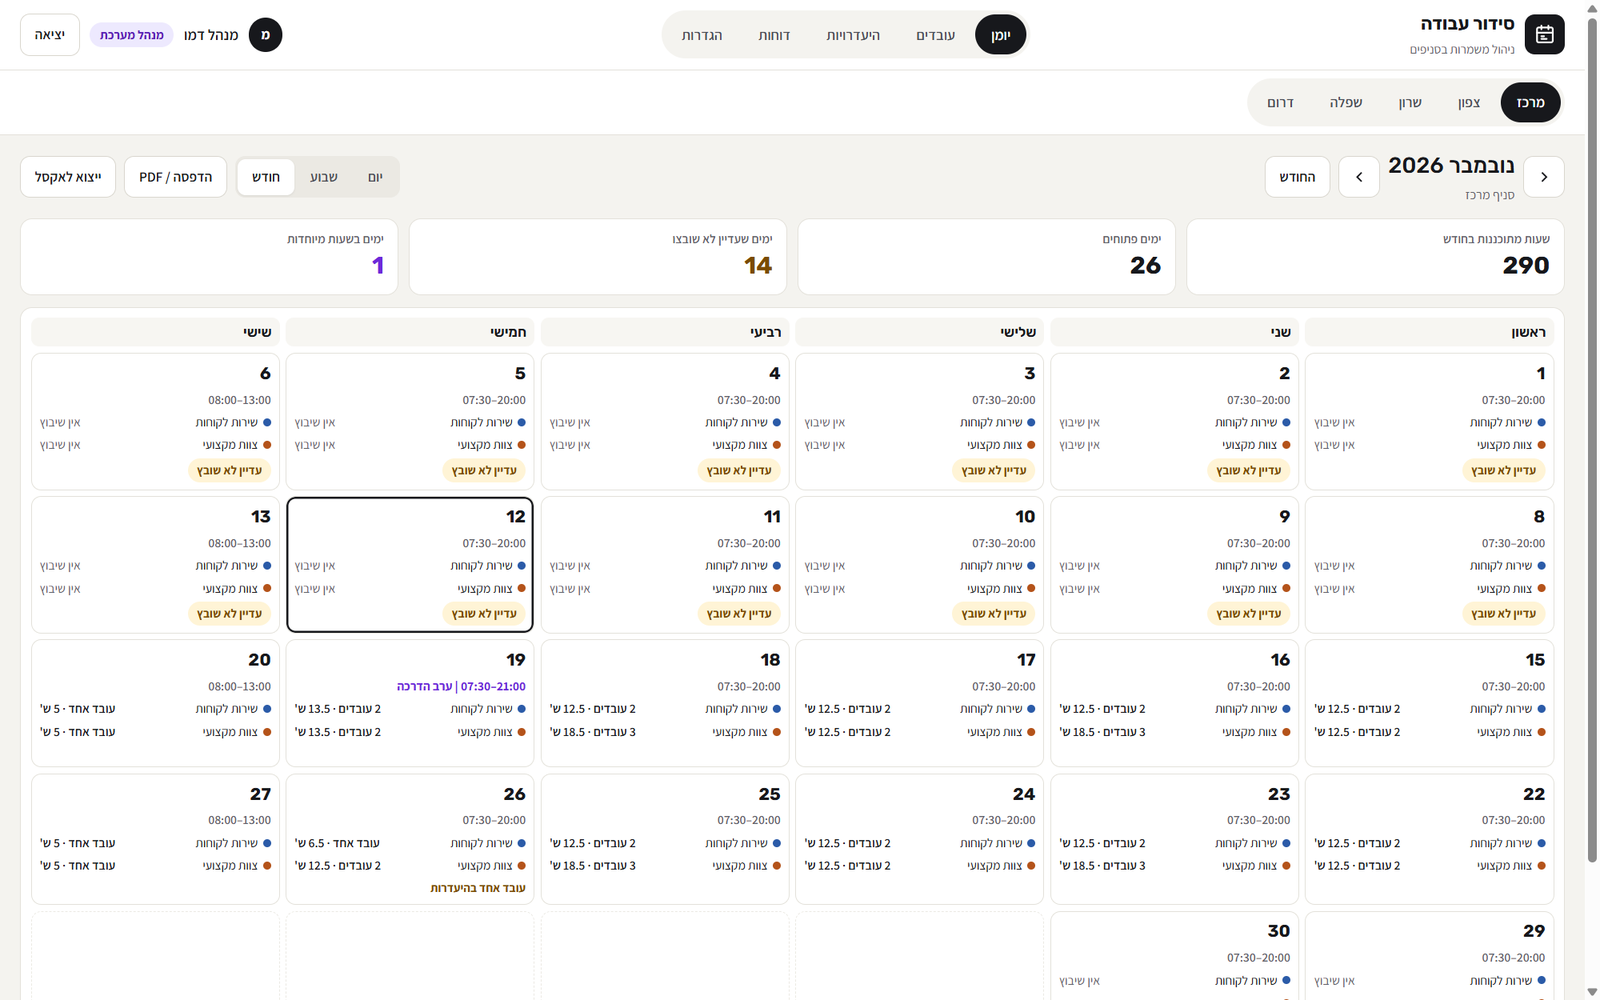 סידור עבודה
ניהול משמרות בסניפים
יומן
עובדים
היעדרויות
דוחות
הגדרות
מ
מנהל דמו
מנהל מערכת
יציאה
מרכז
צפון
שרון
שפלה
דרום
נובמבר 2026
סניף מרכז
החודש
יום
שבוע
חודש
הדפסה / PDF
ייצוא לאקסל
שעות מתוכננות בחודש
290
ימים פתוחים
26
ימים שעדיין לא שובצו
14
ימים בשעות מיוחדות
1
ראשון
שני
שלישי
רביעי
חמישי
שישי
1
07:30–20:00
שירות לקוחות אין שיבוץ
צוות מקצועי אין שיבוץ
עדיין לא שובץ
2
07:30–20:00
שירות לקוחות אין שיבוץ
צוות מקצועי אין שיבוץ
עדיין לא שובץ
3
07:30–20:00
שירות לקוחות אין שיבוץ
צוות מקצועי אין שיבוץ
עדיין לא שובץ
4
07:30–20:00
שירות לקוחות אין שיבוץ
צוות מקצועי אין שיבוץ
עדיין לא שובץ
5
07:30–20:00
שירות לקוחות אין שיבוץ
צוות מקצועי אין שיבוץ
עדיין לא שובץ
6
08:00–13:00
שירות לקוחות אין שיבוץ
צוות מקצועי אין שיבוץ
עדיין לא שובץ
8
07:30–20:00
שירות לקוחות אין שיבוץ
צוות מקצועי אין שיבוץ
עדיין לא שובץ
9
07:30–20:00
שירות לקוחות אין שיבוץ
צוות מקצועי אין שיבוץ
עדיין לא שובץ
10
07:30–20:00
שירות לקוחות אין שיבוץ
צוות מקצועי אין שיבוץ
עדיין לא שובץ
11
07:30–20:00
שירות לקוחות אין שיבוץ
צוות מקצועי אין שיבוץ
עדיין לא שובץ
12
07:30–20:00
שירות לקוחות אין שיבוץ
צוות מקצועי אין שיבוץ
עדיין לא שובץ
13
08:00–13:00
שירות לקוחות אין שיבוץ
צוות מקצועי אין שיבוץ
עדיין לא שובץ
15
07:30–20:00
שירות לקוחות 2 עובדים · 12.5 ש'
צוות מקצועי 2 עובדים · 12.5 ש'
16
07:30–20:00
שירות לקוחות 2 עובדים · 12.5 ש'
צוות מקצועי 3 עובדים · 18.5 ש'
17
07:30–20:00
שירות לקוחות 2 עובדים · 12.5 ש'
צוות מקצועי 2 עובדים · 12.5 ש'
18
07:30–20:00
שירות לקוחות 2 עובדים · 12.5 ש'
צוות מקצועי 3 עובדים · 18.5 ש'
19
07:30–21:00 | ערב הדרכה
שירות לקוחות 2 עובדים · 13.5 ש'
צוות מקצועי 2 עובדים · 13.5 ש'
20
08:00–13:00
שירות לקוחות עובד אחד · 5 ש'
צוות מקצועי עובד אחד · 5 ש'
22
07:30–20:00
שירות לקוחות 2 עובדים · 12.5 ש'
צוות מקצועי 2 עובדים · 12.5 ש'
23
07:30–20:00
שירות לקוחות 2 עובדים · 12.5 ש'
צוות מקצועי 3 עובדים · 18.5 ש'
24
07:30–20:00
שירות לקוחות 2 עובדים · 12.5 ש'
צוות מקצועי 2 עובדים · 12.5 ש'
25
07:30–20:00
שירות לקוחות 2 עובדים · 12.5 ש'
צוות מקצועי 3 עובדים · 18.5 ש'
26
07:30–20:00
שירות לקוחות עובד אחד · 6.5 ש'
צוות מקצועי 2 עובדים · 12.5 ש'
עובד אחד בהיעדרות
27
08:00–13:00
שירות לקוחות עובד אחד · 5 ש'
צוות מקצועי עובד אחד · 5 ש'
29
07:30–20:00
שירות לקוחות אין שיבוץ
30
07:30–20:00
שירות לקוחות אין שיבוץ